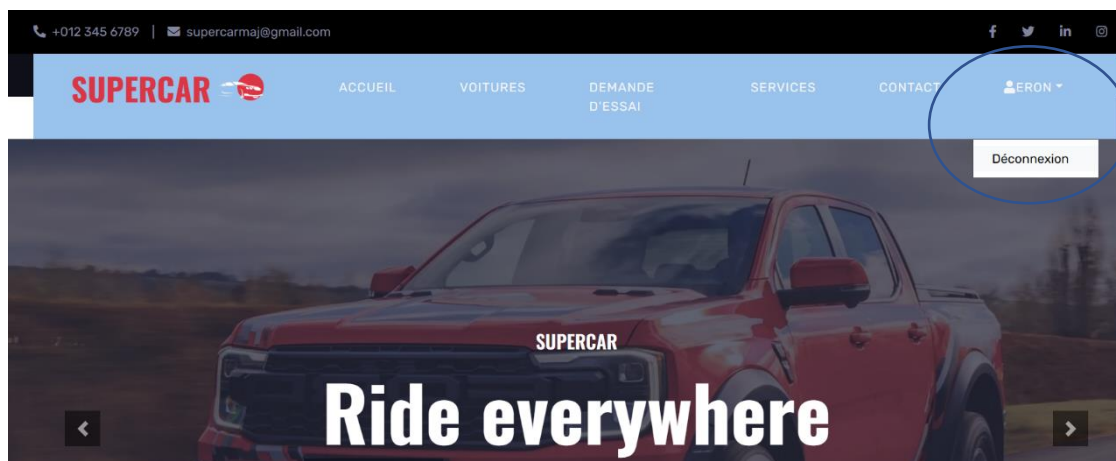 +012 345 6789 | supercarmaj@gmail.com
SUPERCAR
ACCUEIL
VOITURES
DEMANDE
D'ESSAI
SERVICES
CONTACT
ERON
Déconnexion
SUPERCAR
Ride everywhere